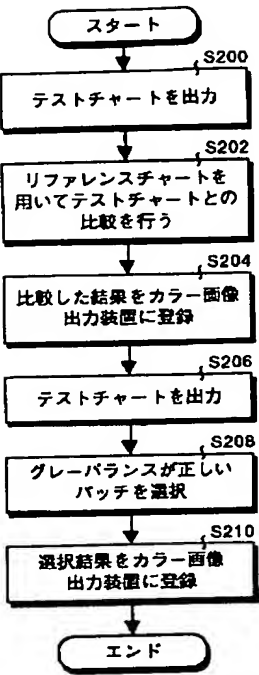 スタート
S200
テストチャートを出力
S202
リファレンスチャートを
用いてテストチャートとの
比較を行う
S204
比較した結果をカラー画像
出力装置に登録
S206
テストチャートを出力
S208
グレーバランスが正しい
パッチを選択
S210
選択結果をカラー画像
出力装置に登録
エンド